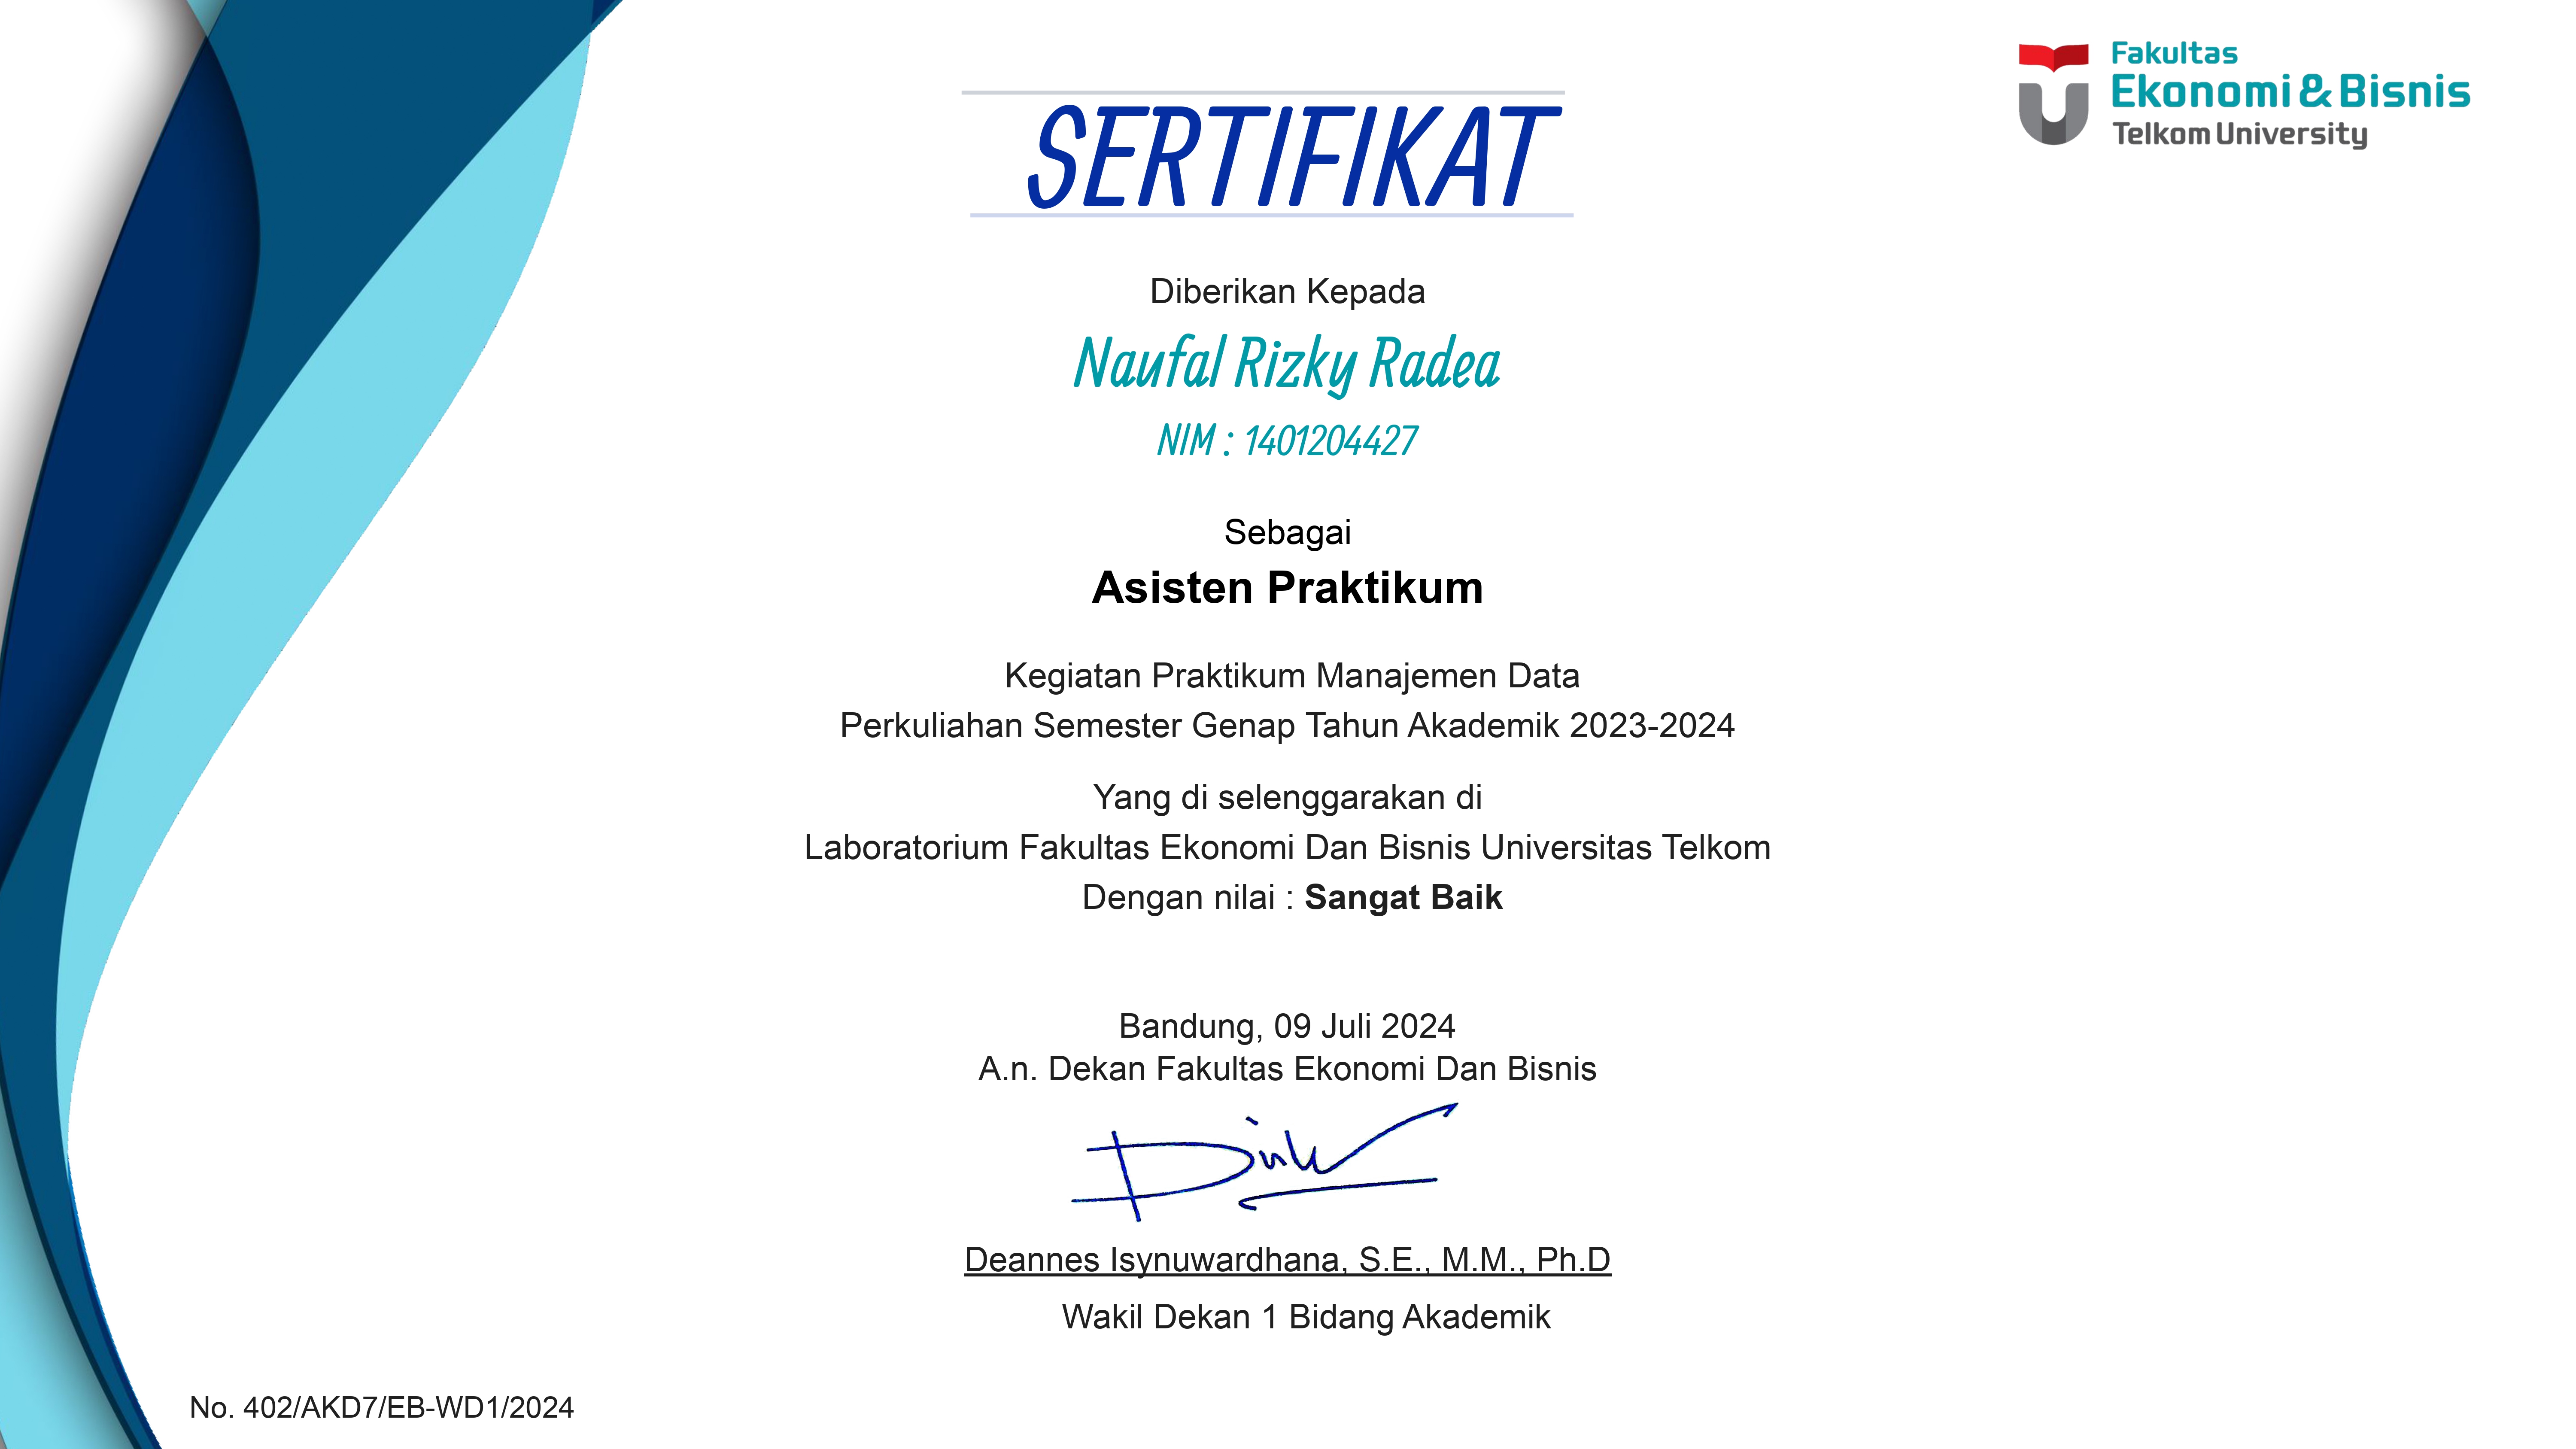 Fakultas
Ekonomi & Bisnis
Telkom University
SERTIFIKAT
Diberikan Kepada
Naufal Rizky Radea
NIM : 1401204427
Sebagai
Asisten Praktikum
Kegiatan Praktikum Manajemen Data
Perkuliahan Semester Genap Tahun Akademik 2023-2024
Yang di selenggarakan di
Laboratorium Fakultas Ekonomi Dan Bisnis Universitas Telkom
Dengan nilai : Sangat Baik
Bandung, 09 Juli 2024
A.n. Dekan Fakultas Ekonomi Dan Bisnis
Deannes Isynuwardhana, S.E., M.M., Ph.D
Wakil Dekan 1 Bidang Akademik
No. 402/AKD7/EB-WD1/2024